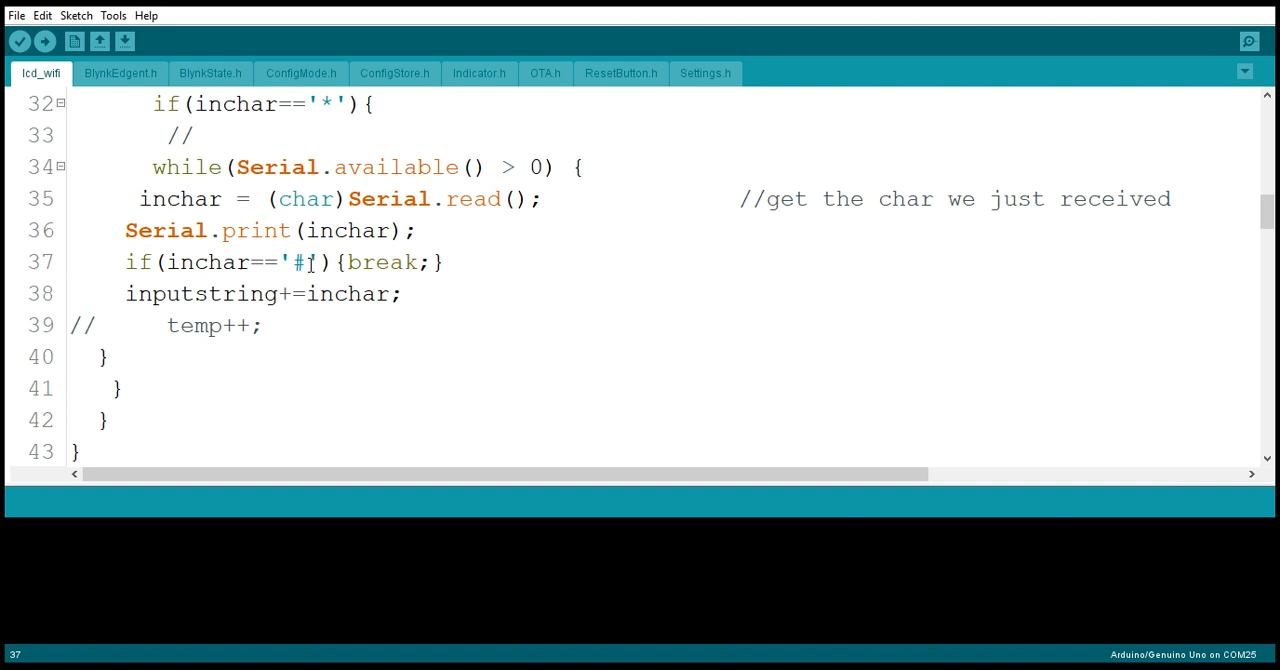 File Edit Sketch Tools Help
lcd_wifi BlynkEdgent.h BlynkState.h ConfigMode.h ConfigStore.h Indicator.h OTA.h ResetButton.h Settings.h
32 if(inchar=='*'){
33 //
34 while(Serial.available() > 0) {
35 inchar = (char)Serial.read(); //get the char we just received
36 Serial.print(inchar);
37 if(inchar=='#'){break;}
38 inputstring+=inchar;
39 // temp++;
40 }
41 }
42 }
43 }
37 Arduino/Genuino Uno on COM25